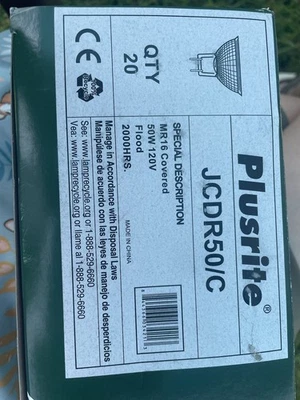 Plusrite®
JCDR50/C
SPECIAL DESCRIPTION
MR16 Covered
50W 120V
Flood
2000HRS.
MADE IN CHINA
QTY
20
CE
Manage in Accordance with Disposal Laws
Manipúlese de acuerdo con las leyes de manejo de desperdicios
See: www.lamprecycle.org or 1-888-529-6660
Vea: www.lamprecycle.org or llame al 1-888-529-6660